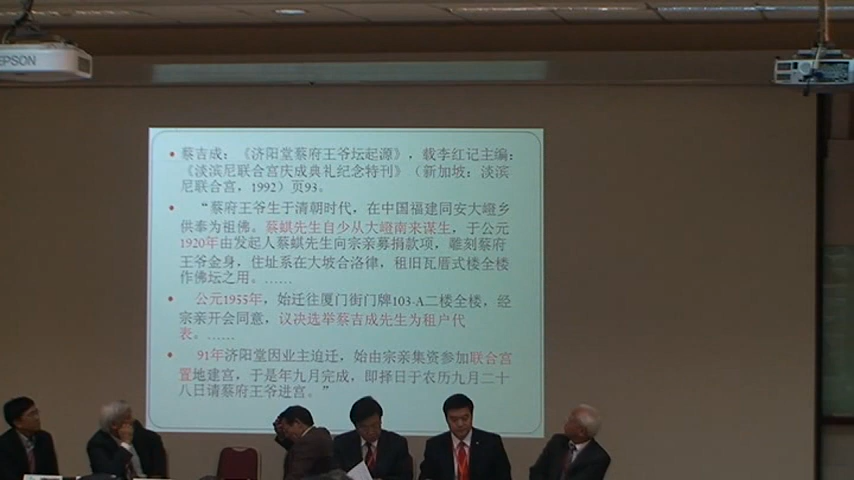 EPSON
蔡吉成：《济阳堂蔡府王爷坛起源》，载李红记主编：
《淡滨尼联合宫庆成典礼纪念特刊》（新加坡：淡滨
尼联合宫，1992）页93。
“蔡府王爷生于清朝时代，在中国福建同安大嶝乡
供奉为祖佛。蔡蜞先生自少从大嶝南来谋生，于公元
1920年由发起人蔡蜞先生向宗亲募捐款项，雕刻蔡府
王爷金身，住址系在大坡合洛律，租旧瓦厝式楼全楼
作佛坛之用。……
公元1955年，始迁往厦门街门牌103-A二楼全楼，经
宗亲开会同意，议决选举蔡吉成先生为租户代
表。……
91年济阳堂因业主迫迁，始由宗亲集资参加联合宫
置地建宫，于是年九月完成，即择日于农历九月二十
八日请蔡府王爷进宫。”